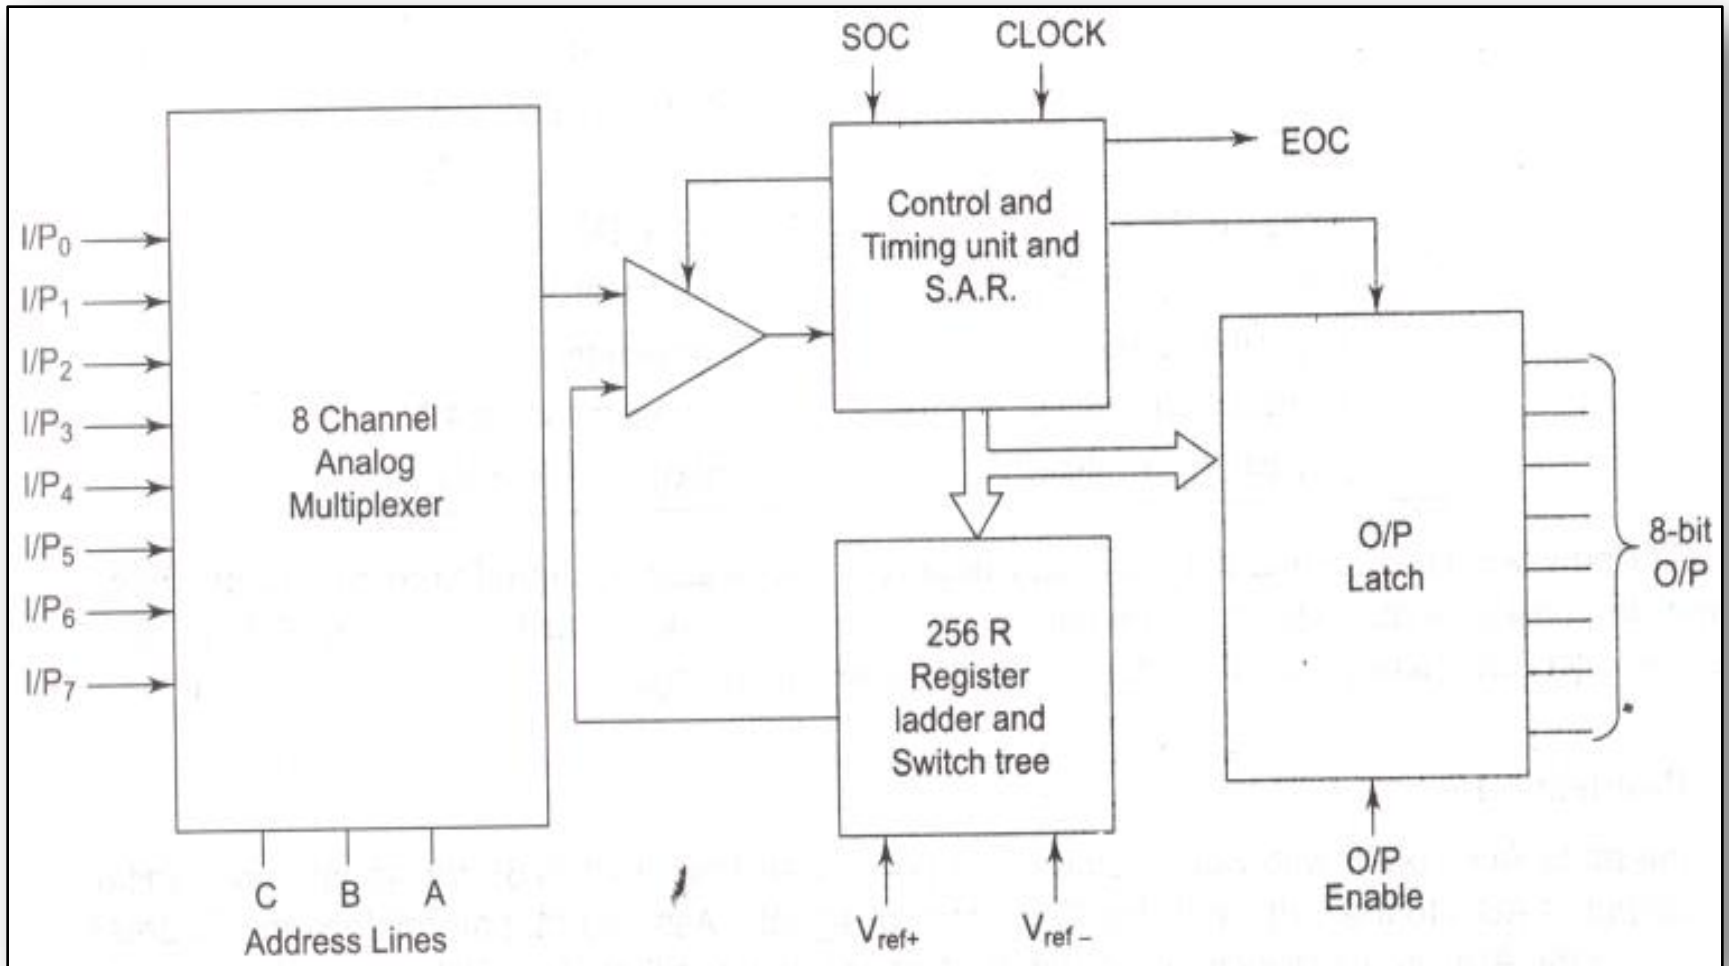 SOC
CLOCK
EOC
Control and
Timing unit and
S.A.R.
I/P0
I/P1
I/P2
I/P3
I/P4
I/P5
I/P6
I/P7
8 Channel
Analog
Multiplexer
O/P
Latch
8-bit
O/P
256 R
Register
ladder and
Switch tree
C
B
A
Address Lines
Vref+
Vref –
O/P
Enable